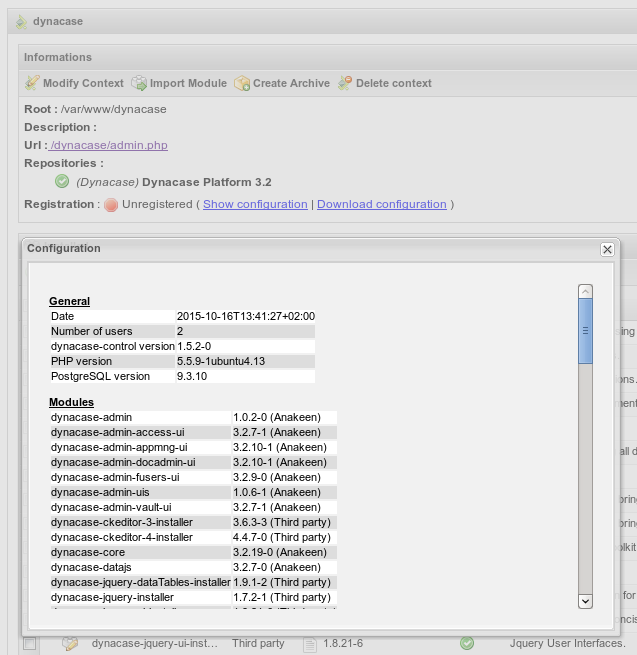 dynacase
Informations
Modify Context Import Module Create Archive Delete context
Root : /var/www/dynacase
Description :
Url : /dynacase/admin.php
Repositories :
(Dynacase) Dynacase Platform 3.2
Registration : Unregistered ( Show configuration | Download configuration )
Configuration
General
Date 2015-10-16T13:41:27+02:00
Number of users 2
dynacase-control version 1.5.2-0
PHP version 5.5.9-1ubuntu4.13
PostgreSQL version 9.3.10
Modules
dynacase-admin 1.0.2-0 (Anakeen)
dynacase-admin-access-ui 3.2.7-1 (Anakeen)
dynacase-admin-appmng-ui 3.2.10-1 (Anakeen)
dynacase-admin-docadmin-ui 3.2.10-1 (Anakeen)
dynacase-admin-fusers-ui 3.2.9-0 (Anakeen)
dynacase-admin-uis 1.0.6-1 (Anakeen)
dynacase-admin-vault-ui 3.2.7-1 (Anakeen)
dynacase-ckeditor-3-installer 3.6.3-3 (Third party)
dynacase-ckeditor-4-installer 4.4.7-0 (Third party)
dynacase-core 3.2.19-0 (Anakeen)
dynacase-datajs 3.2.7-0 (Anakeen)
dynacase-jquery-dataTables-installer 1.9.1-2 (Third party)
dynacase-jquery-installer 1.7.2-1 (Third party)
dynacase-jquery-ui-inst... Third party 1.8.21-6 Jquery User Interfaces.